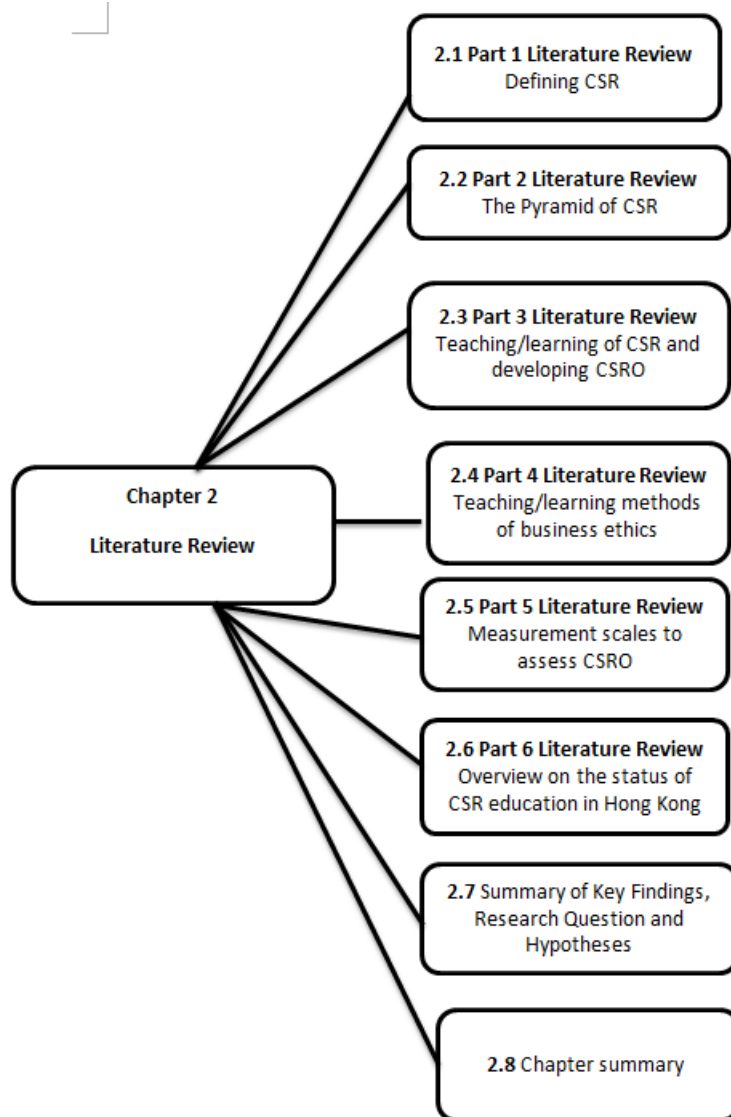 2.1 Part 1 Literature Review
Defining CSR
2.2 Part 2 Literature Review
The Pyramid of CSR
2.3 Part 3 Literature Review
Teaching/learning of CSR and
developing CSRO
Chapter 2
Literature Review
2.4 Part 4 Literature Review
Teaching/learning methods
of business ethics
2.5 Part 5 Literature Review
Measurement scales to
assess CSRO
2.6 Part 6 Literature Review
Overview on the status of
CSR education in Hong Kong
2.7 Summary of Key Findings,
Research Question and
Hypotheses
2.8 Chapter summary